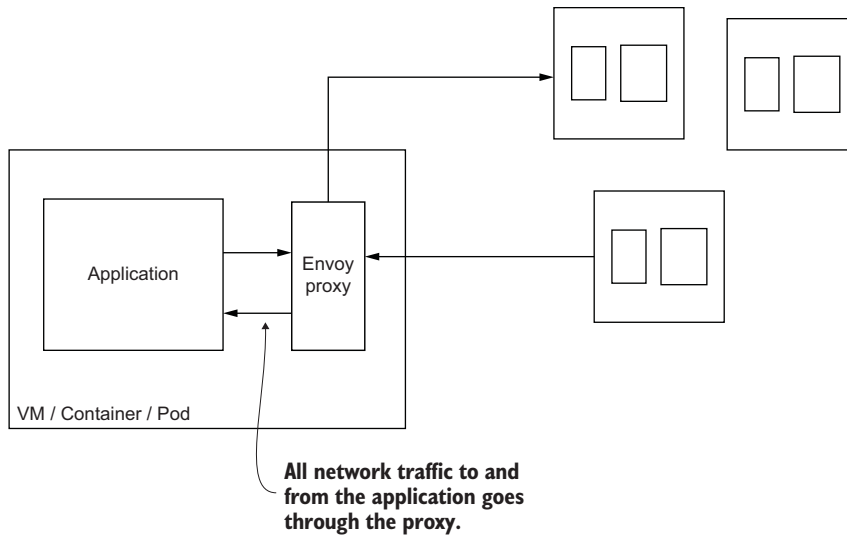 Application
Envoy
proxy
VM / Container / Pod
All network traffic to and
from the application goes
through the proxy.